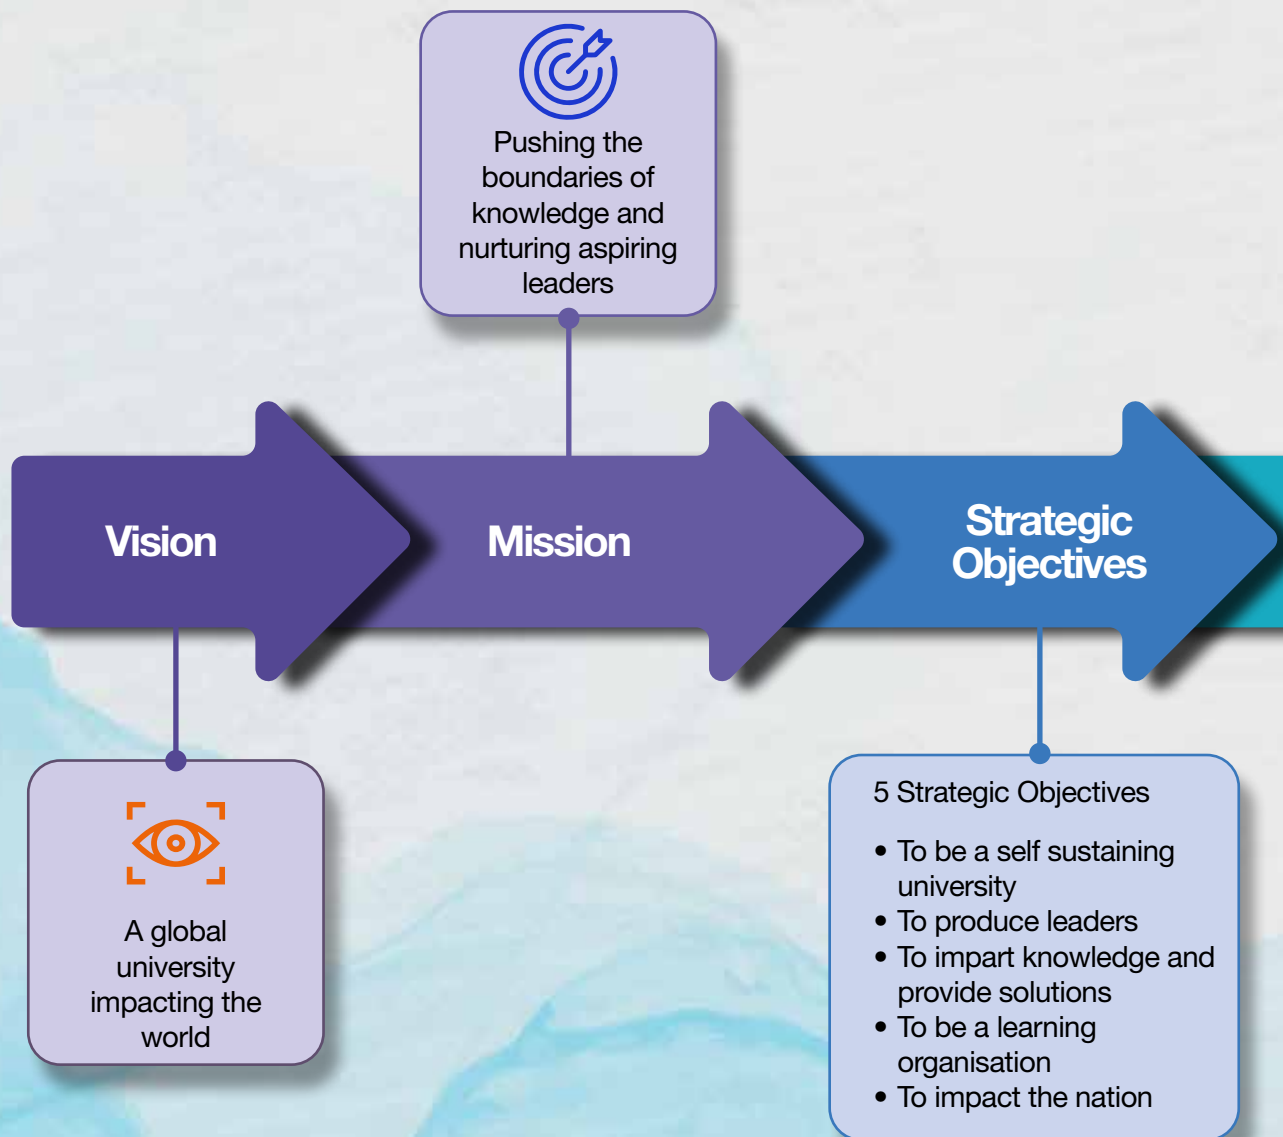 Pushing the
boundaries of
knowledge and
nurturing aspiring
leaders
Vision
Mission
Strategic
Objectives
A global
university
impacting the
world
5 Strategic Objectives
• To be a self sustaining
university
• To produce leaders
• To impart knowledge and
provide solutions
• To be a learning
organisation
• To impact the nation